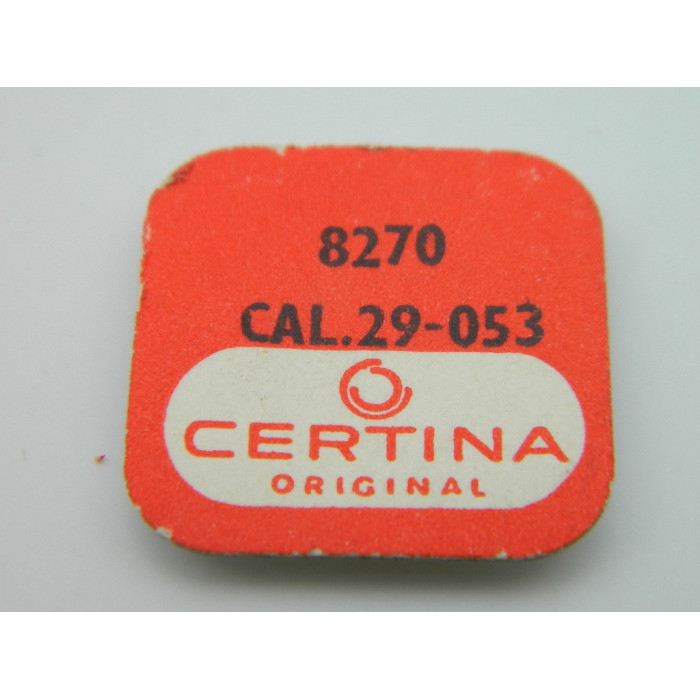 8270
CAL.29-053
CERTINA
ORIGINAL